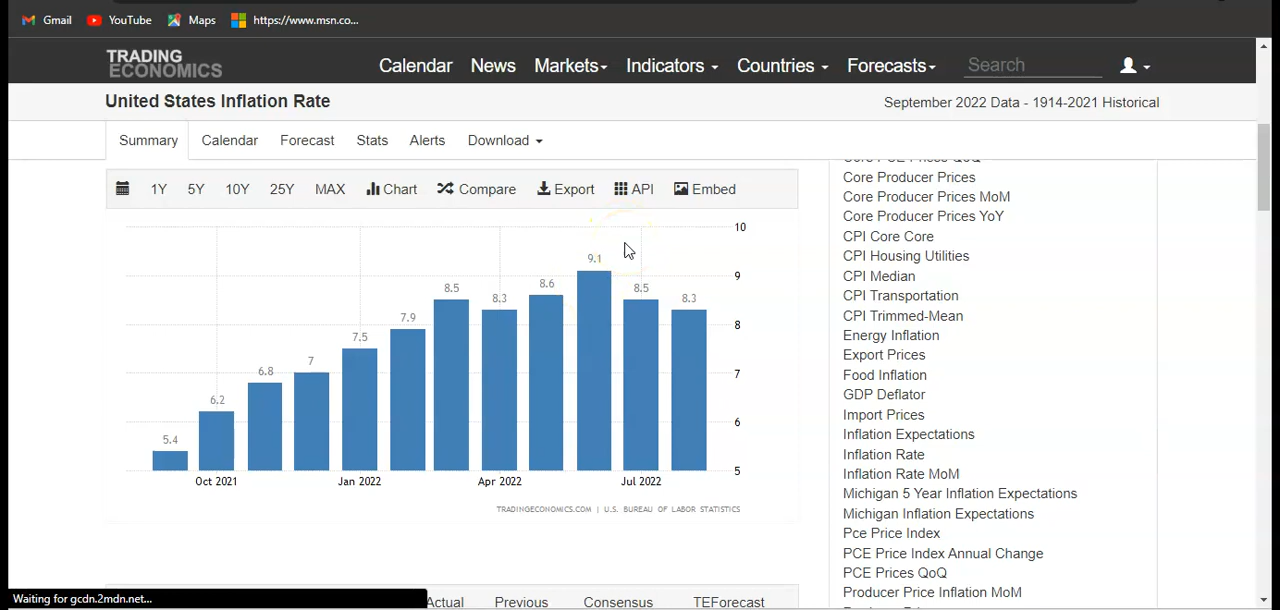 Gmail YouTube Maps https://www.msn.co...
TRADING
ECONOMICS
Calendar News Markets Indicators Countries Forecasts Search
United States Inflation Rate
September 2022 Data - 1914-2021 Historical
Summary Calendar Forecast Stats Alerts Download
1Y 5Y 10Y 25Y MAX Chart Compare Export API Embed
10
9
8
7
6
5
5.4
6.2
6.8
7
7.5
7.9
8.5
8.3
8.6
9.1
8.5
8.3
Oct 2021 Jan 2022 Apr 2022 Jul 2022
TRADINGECONOMICS.COM | U.S. BUREAU OF LABOR STATISTICS
Core PCE Prices QoQ
Core Producer Prices
Core Producer Prices MoM
Core Producer Prices YoY
CPI Core Core
CPI Housing Utilities
CPI Median
CPI Transportation
CPI Trimmed-Mean
Energy Inflation
Export Prices
Food Inflation
GDP Deflator
Import Prices
Inflation Expectations
Inflation Rate
Inflation Rate MoM
Michigan 5 Year Inflation Expectations
Michigan Inflation Expectations
Pce Price Index
PCE Price Index Annual Change
PCE Prices QoQ
Producer Price Inflation MoM
Actual Previous Consensus TEForecast
Waiting for gcdn.2mdn.net...